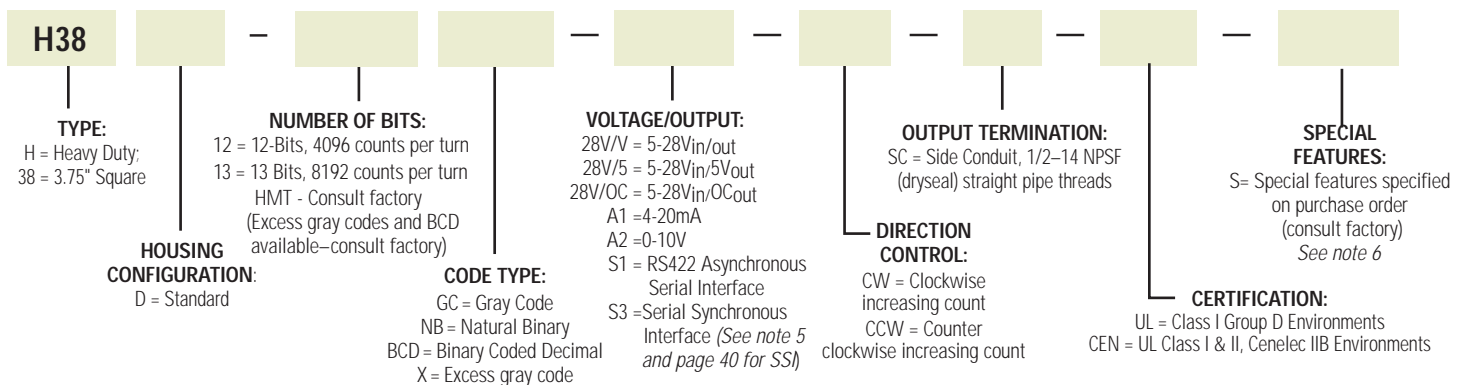 H38 – — — — — —
TYPE:
H = Heavy Duty;
38 = 3.75" Square
HOUSING
CONFIGURATION:
D = Standard
NUMBER OF BITS:
12 = 12-Bits, 4096 counts per turn
13 = 13 Bits, 8192 counts per turn
HMT - Consult factory
(Excess gray codes and BCD
available–consult factory)
CODE TYPE:
GC = Gray Code
NB = Natural Binary
BCD = Binary Coded Decimal
X = Excess gray code
VOLTAGE/OUTPUT:
28V/V = 5-28Vin/out
28V/5 = 5-28Vin/5Vout
28V/OC = 5-28Vin/OCout
A1 =4-20mA
A2 =0-10V
S1 = RS422 Asynchronous
Serial Interface
S3 =Serial Synchronous
Interface (See note 5
and page 40 for SSI)
DIRECTION
CONTROL:
CW = Clockwise
increasing count
CCW = Counter
clockwise increasing count
OUTPUT TERMINATION:
SC = Side Conduit, 1/2–14 NPSF
(dryseal) straight pipe threads
CERTIFICATION:
UL = Class I Group D Environments
CEN = UL Class I & II, Cenelec IIB Environments
SPECIAL
FEATURES:
S= Special features specified
on purchase order
(consult factory)
See note 6